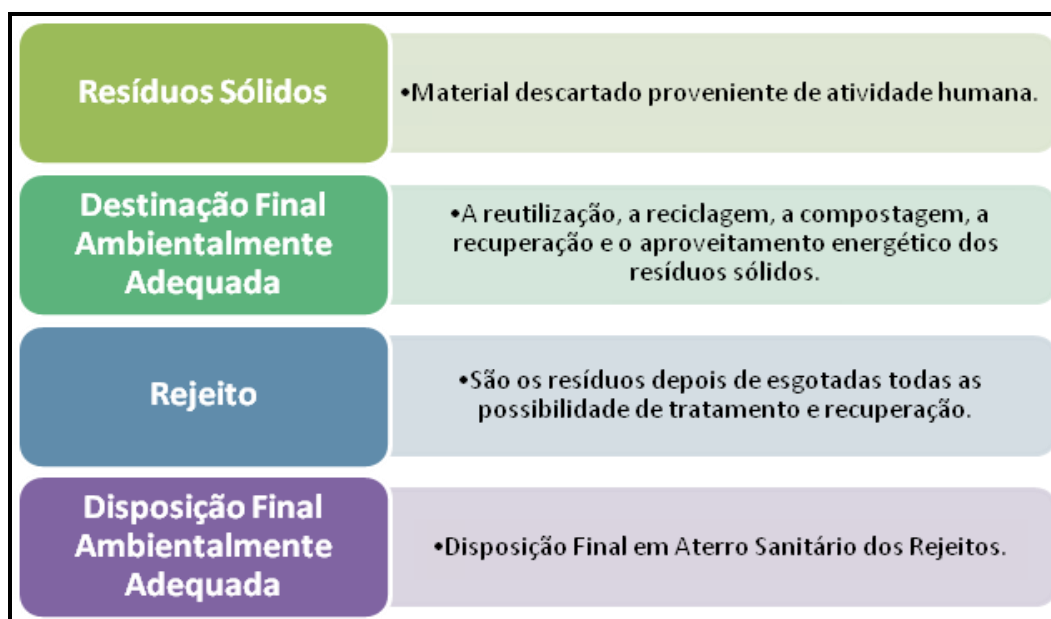 Resíduos Sólidos
•Material descartado proveniente de atividade humana.
Destinação Final
Ambientalmente
Adequada
•A reutilização, a reciclagem, a compostagem, a
recuperação e o aproveitamento energético dos
resíduos sólidos.
Rejeito
•São os resíduos depois de esgotadas todas as
possibilidade de tratamento e recuperação.
Disposição Final
Ambientalmente
Adequada
•Disposição Final em Aterro Sanitário dos Rejeitos.